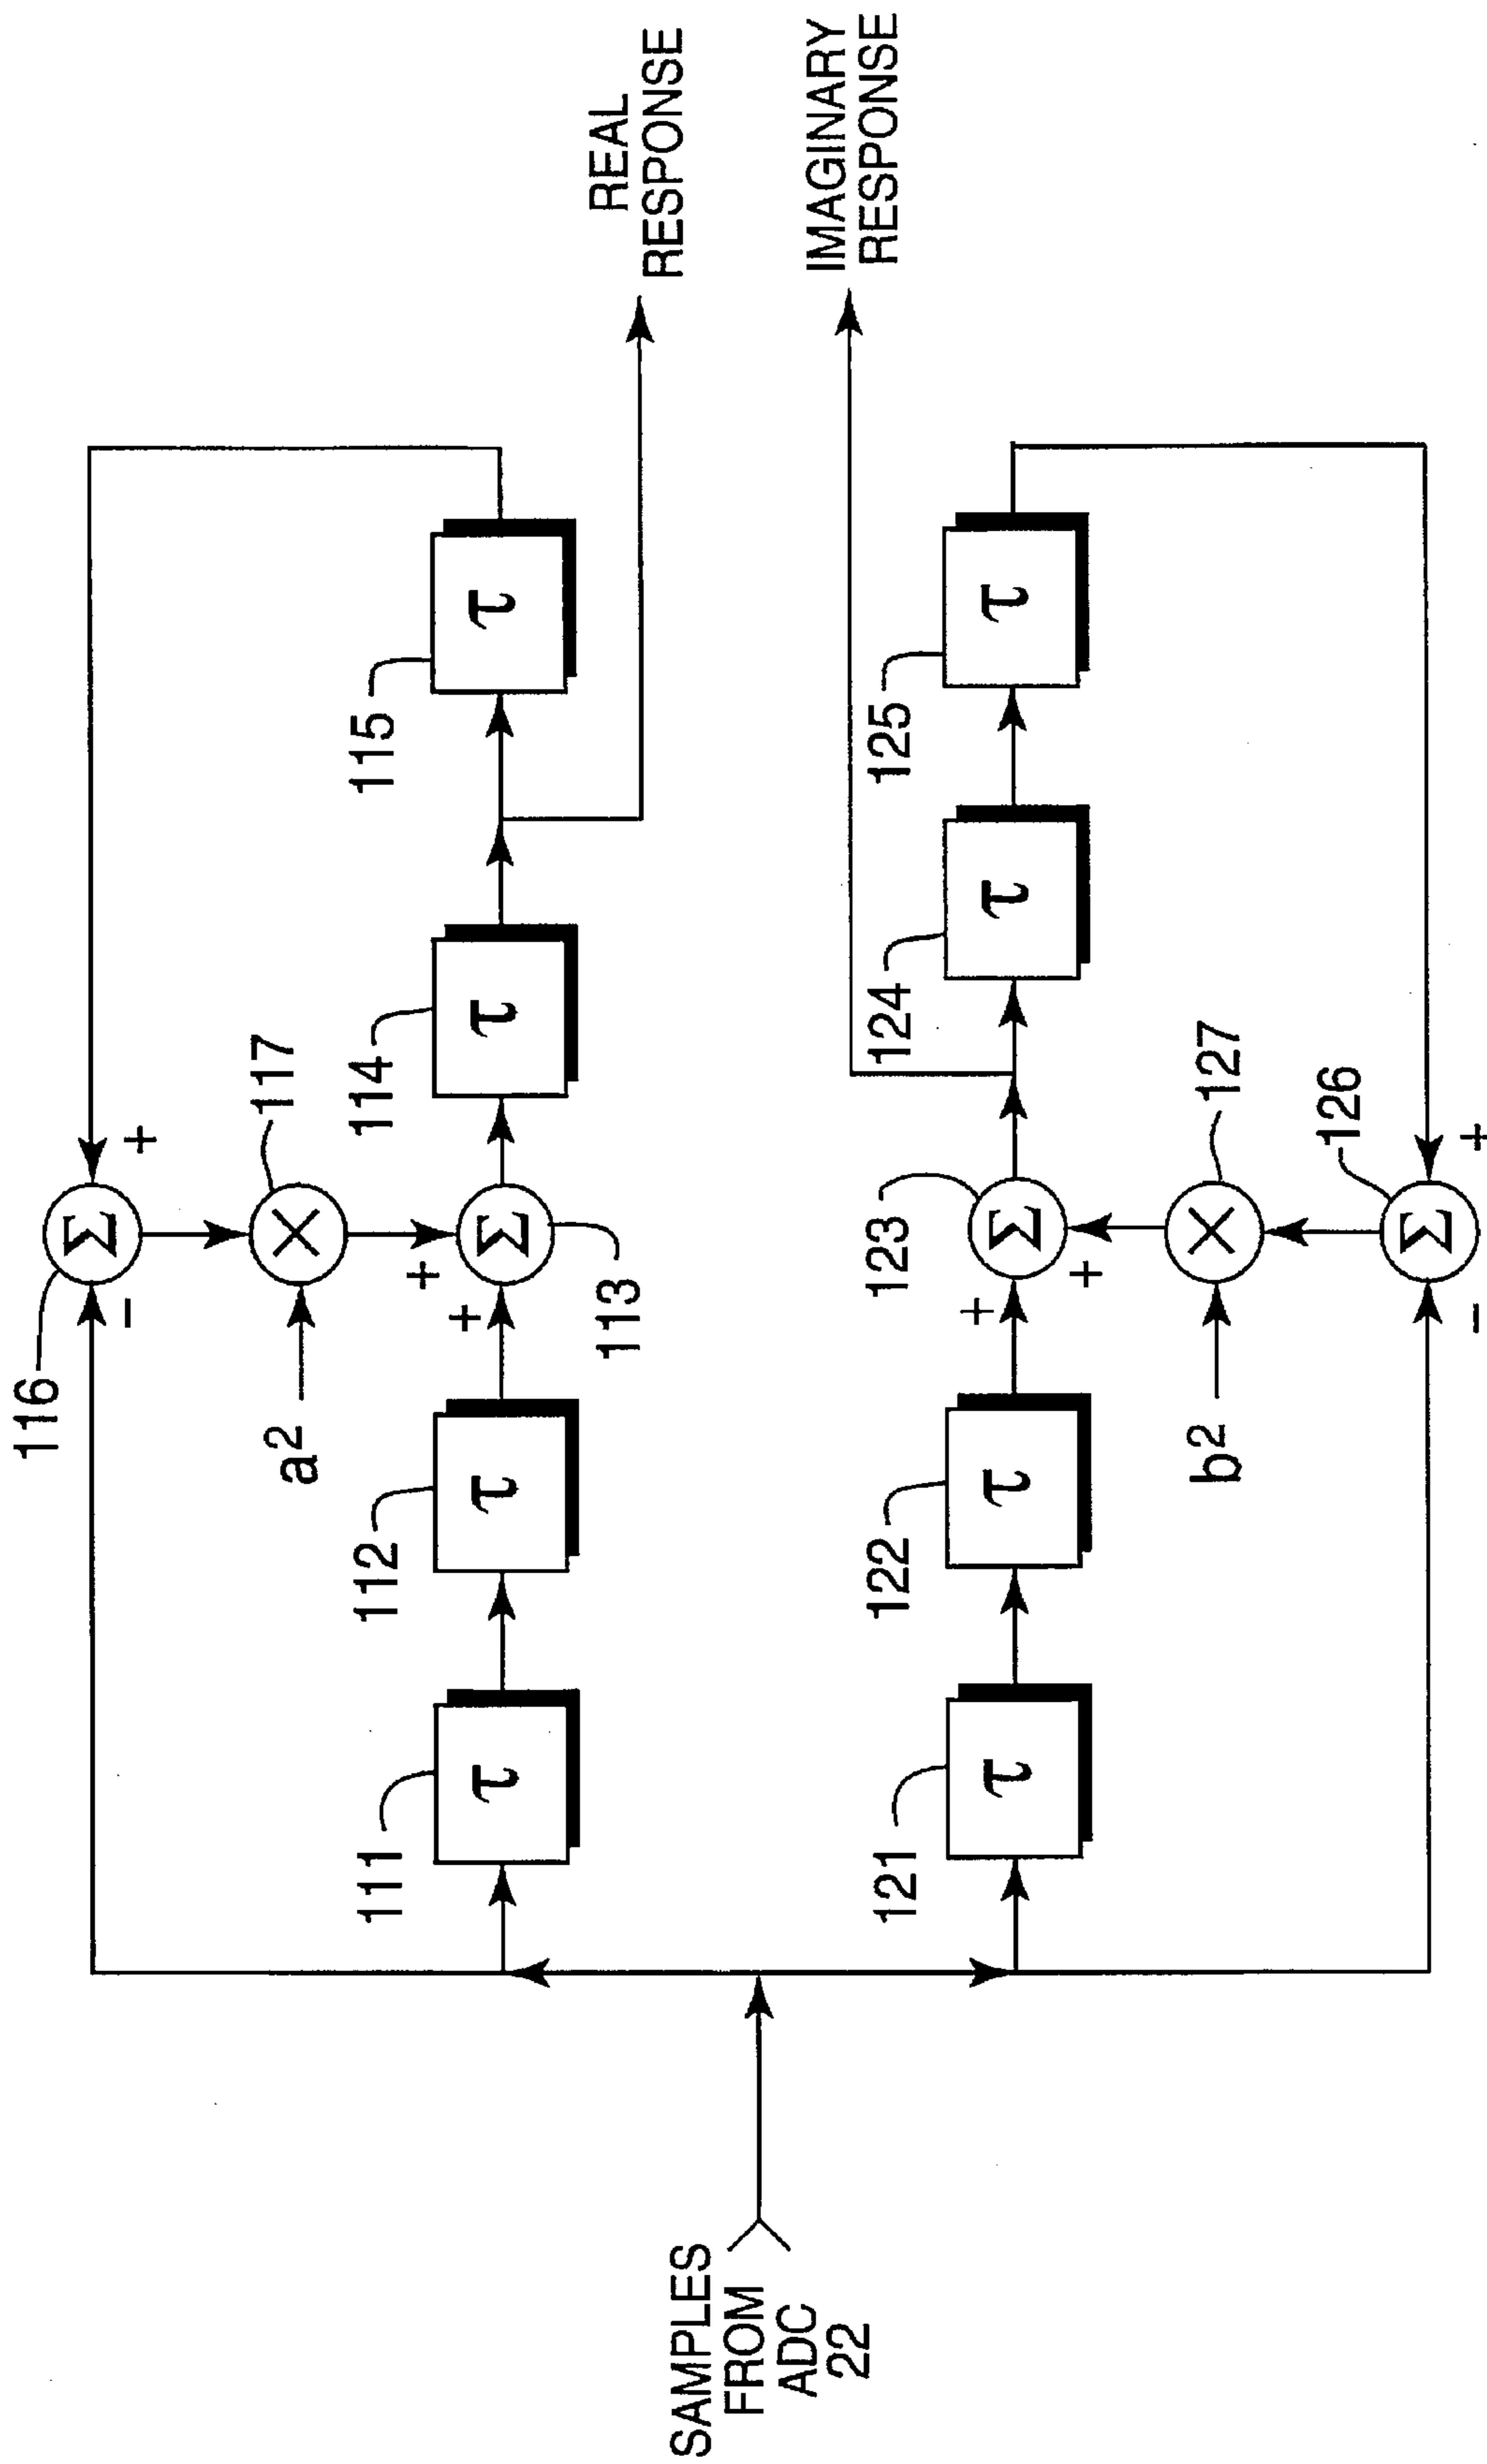 116
Σ
+
−
REAL
RESPONSE
a²
×
117
115
τ
111
τ
112
τ
+
+
Σ
113
114
τ
SAMPLES
FROM
ADC
22
IMAGINARY
RESPONSE
121
τ
122
τ
123
+
Σ
+
124
τ
125
τ
b²
×
127
126
Σ
−
+